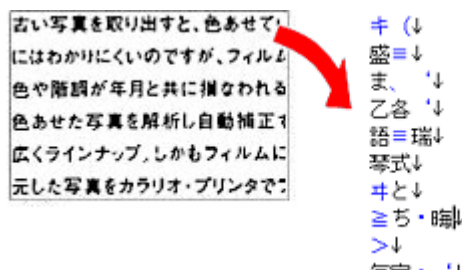 古い写真を取り出すと、色あせてい
にはわかりにくいのですが、フィルム
色や階調が年月と共に損なわれる
色あせた写真を解析し自動補正す
広くラインナップ。しかもフィルムに
元した写真をカラリオ・プリンタでプ
キ (↓
盛≡↓
ま、 ‘↓
乙各 ‘↓
語≡瑞↓
琴式↓
ヰと↓
≧ち・
>↓